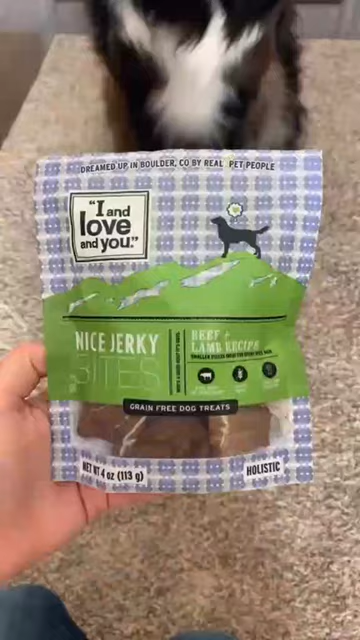 DREAMED UP IN BOULDER, CO BY REAL PET PEOPLE
"I and
love
and you."
NICE JERKY
BITES
BEEF +
LAMB RECIPE
GRAIN FREE DOG TREATS
NET WT 4 oz (113 g)
HOLISTIC